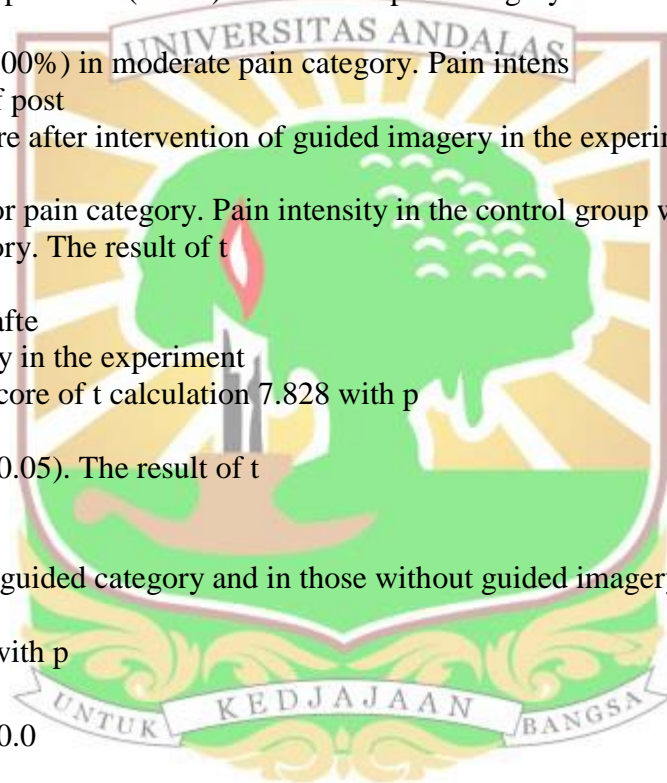 UNIVERSITAS ANDALAS
00%) in moderate pain category. Pain intens
post
re after intervention of guided imagery in the
or pain category. Pain intensity in the control group
ory. The result of t
afte
y in the experiment
core of t calculation 7.828 with p
0.05). The result of t
guided category and in those without guided
with p
UNTUK KEDJAJAAN BANGSA
0.0